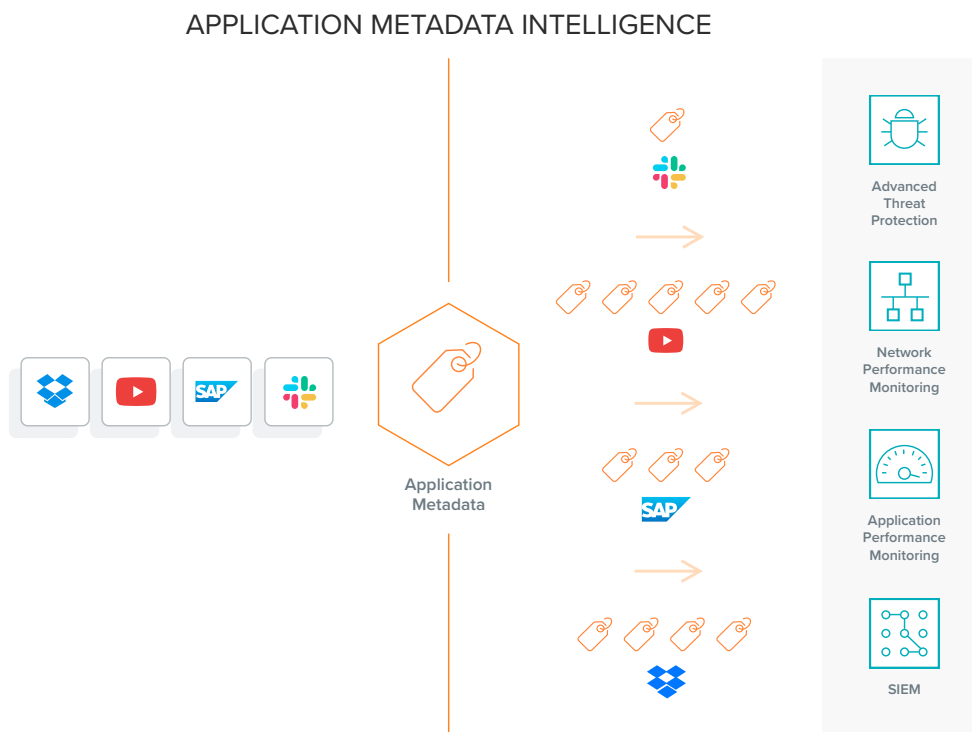 APPLICATION METADATA INTELLIGENCE
SAP
Application
Metadata
SAP
Advanced
Threat
Protection
Network
Performance
Monitoring
Application
Performance
Monitoring
SIEM